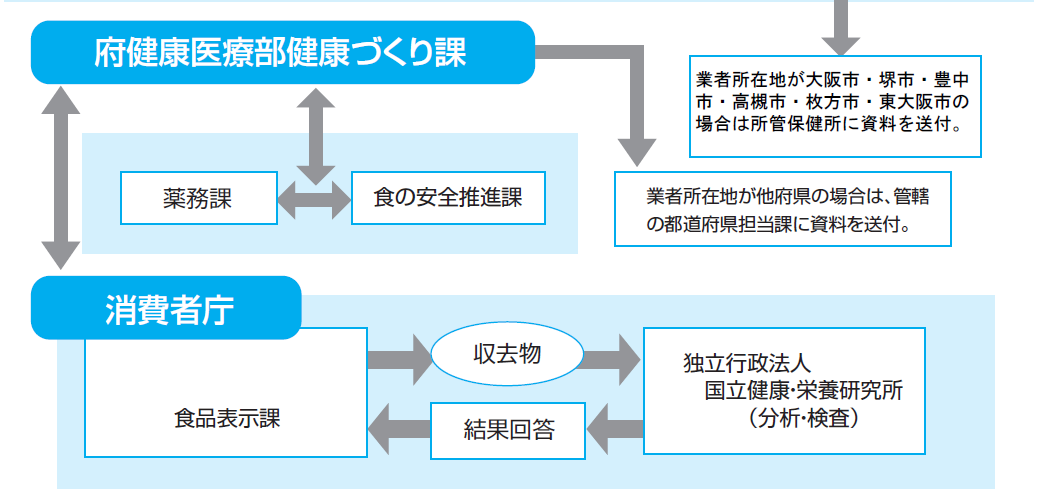 府健康医療部健康づくり課
業者所在地が大阪市・堺市・豊中
市・高槻市・枚方市・東大阪市の
場合は所管保健所に資料を送付。
薬務課
食の安全推進課
業者所在地が他府県の場合は、管轄
の都道府県担当課に資料を送付。
消費者庁
食品表示課
収去物
結果回答
独立行政法人
国立健康・栄養研究所
（分析・検査）